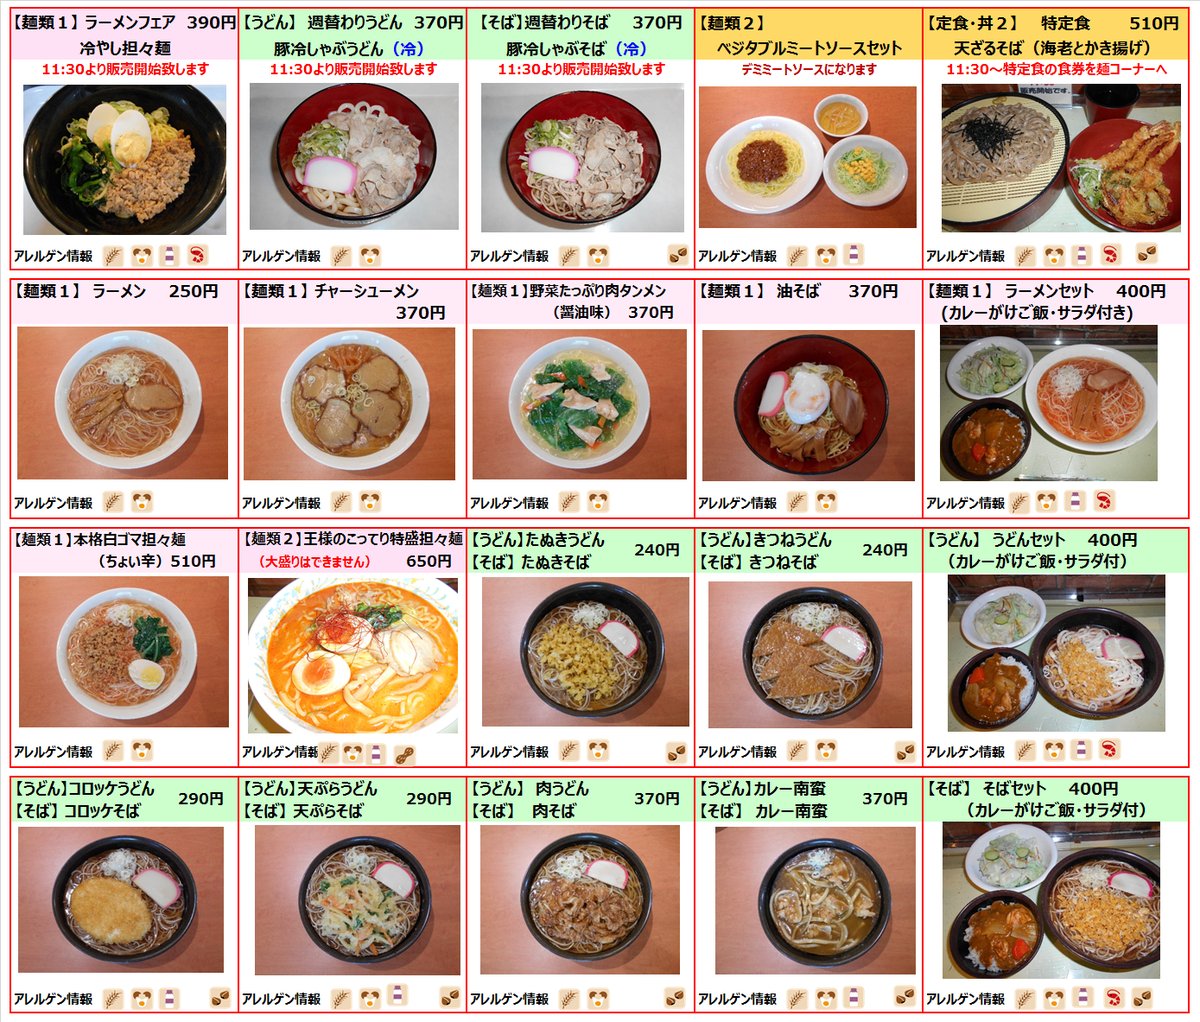 【麺類１】ラーメンフェア 390円
冷やし担々麺
11:30より販売開始致します
アレルゲン情報
【うどん】 週替わりうどん 370円
豚冷しゃぶうどん（冷）
11:30より販売開始致します
アレルゲン情報
【そば】週替わりそば 370円
豚冷しゃぶそば（冷）
11:30より販売開始致します
アレルゲン情報
【麺類２】
ベジタブルミートソースセット
デミミートソースになります
アレルゲン情報
【定食・丼２】 特定食 510円
天ざるそば（海老とかき揚げ）
11:30～特定食の食券を麺コーナーへ
販売開始です。
アレルゲン情報
【麺類１】 ラーメン 250円
アレルゲン情報
【麺類１】 チャーシューメン
370円
アレルゲン情報
【麺類１】野菜たっぷり肉タンメン
（醤油味） 370円
アレルゲン情報
【麺類１】 油そば 370円
アレルゲン情報
【麺類１】 ラーメンセット 400円
(カレーがけご飯・サラダ付き)
アレルゲン情報
【麺類１】本格白ゴマ担々麺
（ちょい辛）510円
アレルゲン情報
【麺類２】王様のこってり特盛担々麺
（大盛りはできません） 650円
アレルゲン情報
【うどん】たぬきうどん
【そば】 たぬきそば
240円
アレルゲン情報
【うどん】きつねうどん
【そば】 きつねそば
240円
アレルゲン情報
【うどん】 うどんセット 400円
（カレーがけご飯・サラダ付）
アレルゲン情報
【うどん】コロッケうどん
【そば】 コロッケそば
290円
アレルゲン情報
【うどん】天ぷらうどん
【そば】 天ぷらそば
290円
アレルゲン情報
【うどん】 肉うどん
【そば】 肉そば
370円
アレルゲン情報
【うどん】カレー南蛮
【そば】 カレー南蛮
370円
アレルゲン情報
【そば】 そばセット 400円
（カレーがけご飯・サラダ付）
アレルゲン情報